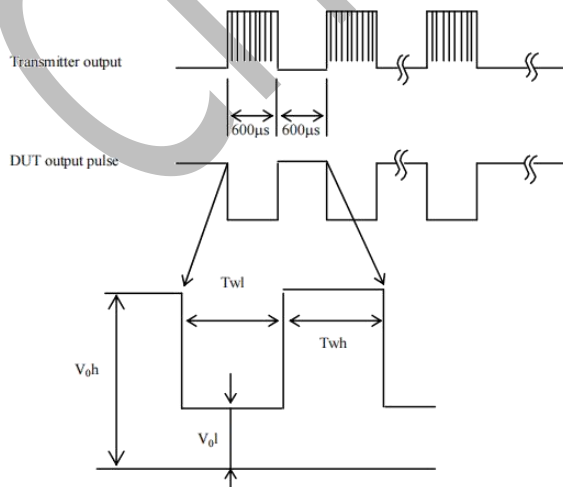 Transmitter output
600μs 600μs
DUT output pulse
Twl
Twh
V₀h
V₀l